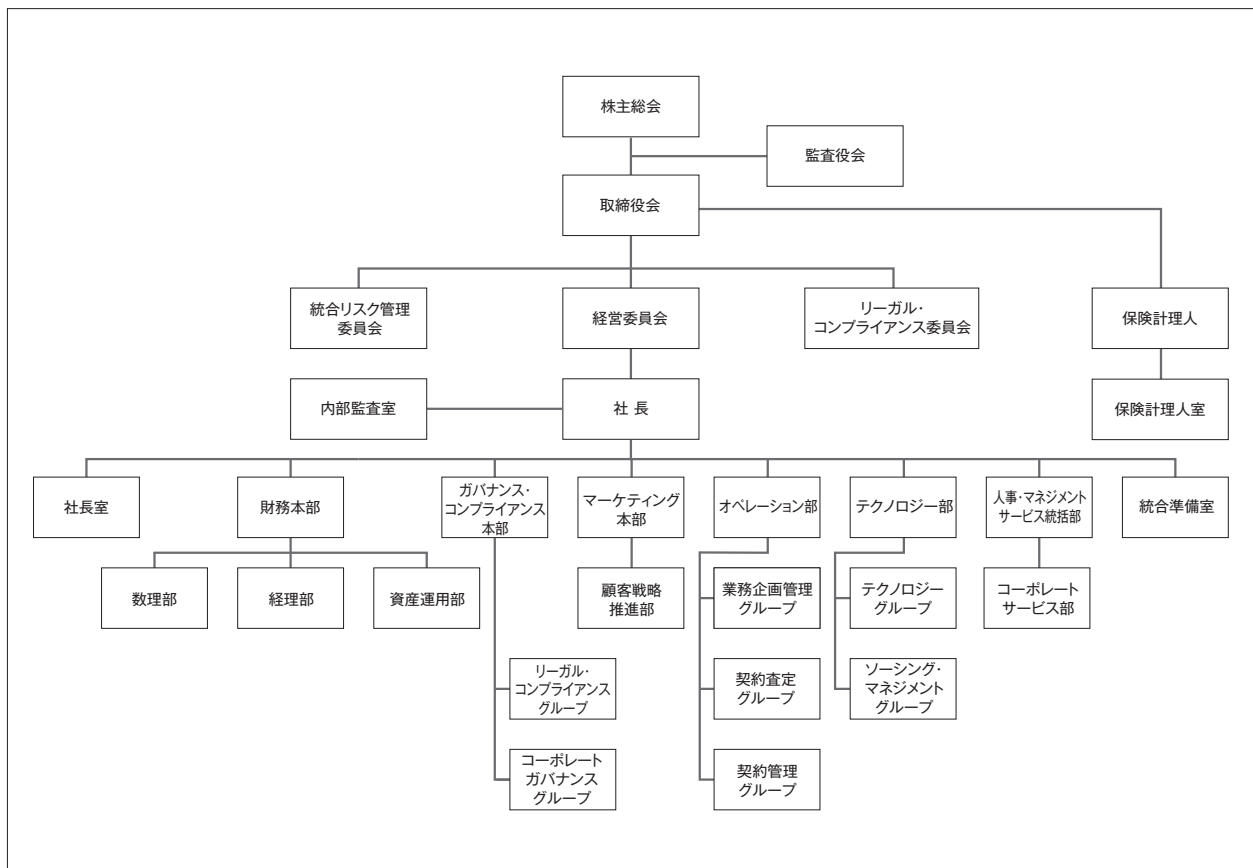 株主総会
監査役会
取締役会
統合リスク管理
委員会
経営委員会
リーガル・
コンプライアンス委員会
保険計理人
内部監査室
社 長
保険計理人室
社長室
財務本部
ガバナンス・
コンプライアンス
本部
マーケティング
本部
オペレーション部
テクノロジー部
人事・マネジメント
サービス統括部
統合準備室
数理部
経理部
資産運用部
顧客戦略
推進部
業務企画管理
グループ
テクノロジー
グループ
コーポレート
サービス部
リーガル・
コンプライアンス
グループ
契約査定
グループ
ソーシング・
マネジメント
グループ
コーポレート
ガバナンス
グループ
契約管理
グループ